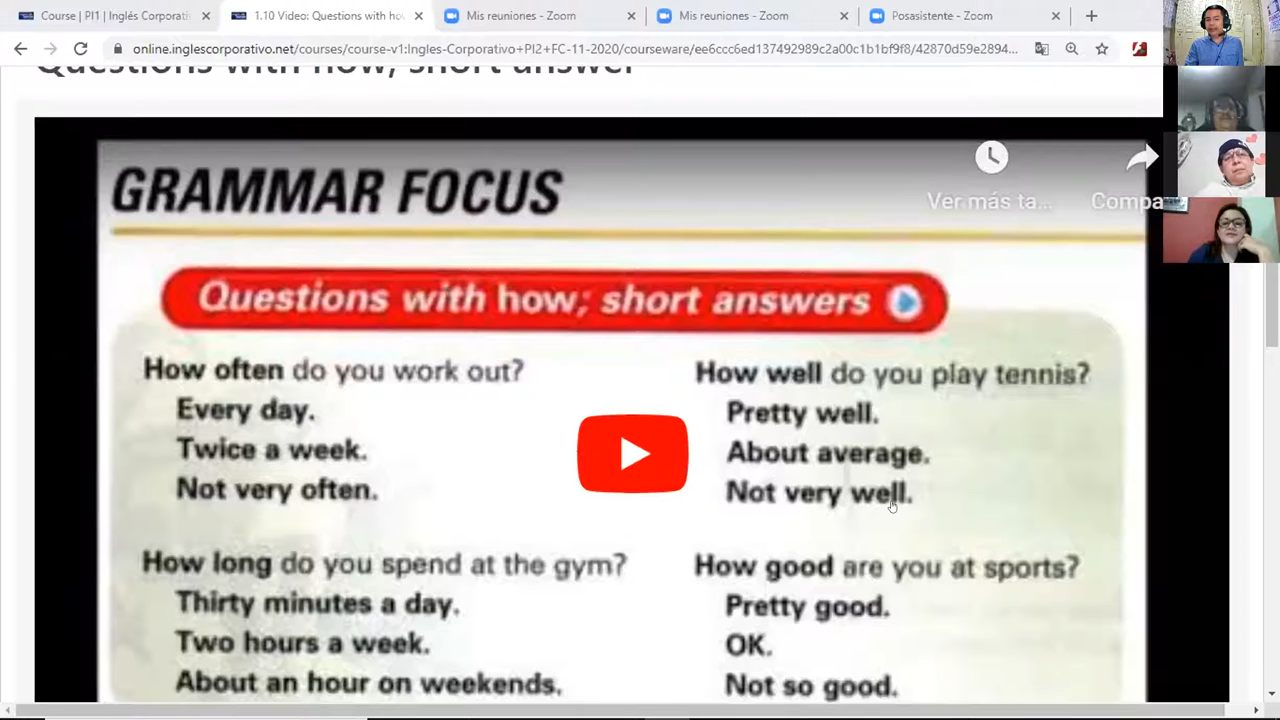 Course | PI1 | Inglés Corporati
1.10 Video: Questions with ho
Mis reuniones - Zoom
Mis reuniones - Zoom
Posasistente - Zoom
online.inglescorporativo.net/courses/course-v1:Ingles-Corporativo+PI2+FC-11-2020/courseware/ee6ccc6ed137492989c2a00c1b1bf9f8/42870d59e2894...
Questions with how; short answer
GRAMMAR FOCUS
Ver más ta...
Compa
Questions with how; short answers
How often do you work out?
Every day.
Twice a week.
Not very often.
How well do you play tennis?
Pretty well.
About average.
Not very well.
How long do you spend at the gym?
Thirty minutes a day.
Two hours a week.
About an hour on weekends.
How good are you at sports?
Pretty good.
OK.
Not so good.